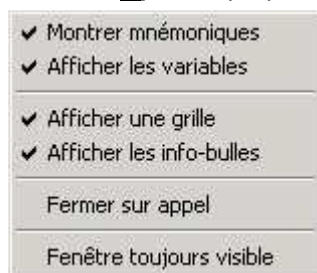 Montrer mnémoniques
Afficher les variables
Afficher une grille
Afficher les info-bulles
Fermer sur appel
Fenêtre toujours visible